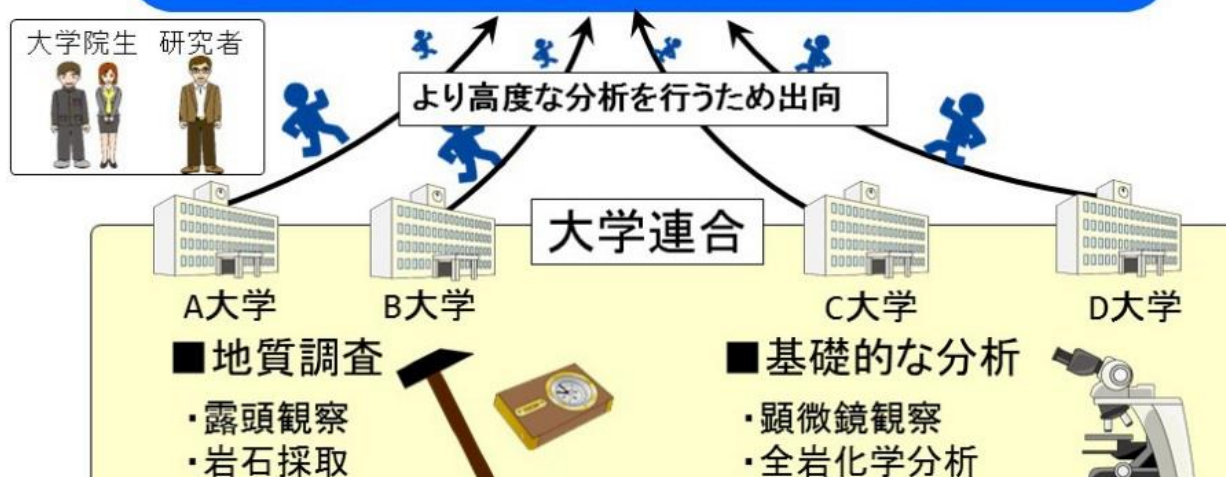 大学院生 研究者
より高度な分析を行うため出向
大学連合
A大学
B大学
C大学
D大学
■地質調査
・露頭観察
・岩石採取
■基礎的な分析
・顕微鏡観察
・全岩化学分析